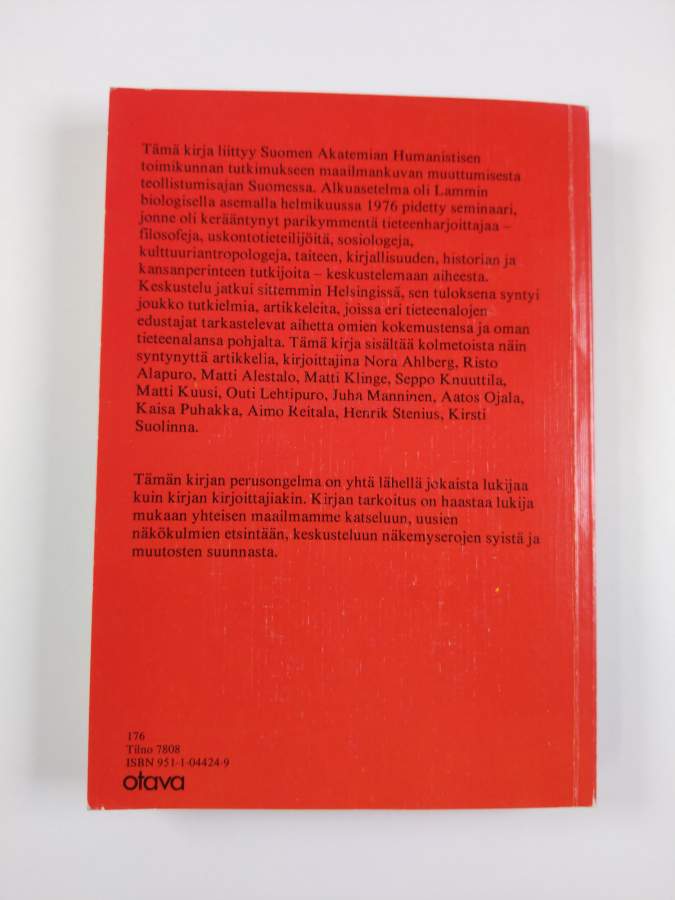 Tämä kirja liittyy Suomen Akatemian Humanistisen
toimikunnan tutkimukseen maailmankuvan muuttumisesta
teollistumisajan Suomessa. Alkuasetelma oli Lammin
biologisella asemalla helmikuussa 1976 pidetty seminaari,
jonne oli kerääntynyt parikymmentä tieteenharjoittajaa –
filosofeja, uskontotieteilijöitä, sosiologeja,
kulttuuriantropologeja, taiteen, kirjallisuuden, historian ja
kansanperinteen tutkijoita – keskustelemaan aiheesta.
Keskustelu jatkui sittemmin Helsingissä, sen tuloksena syntyi
joukko tutkielmia, artikkeleita, joissa eri tieteenalojen
edustajat tarkastelevat aihetta omien kokemustensa ja oman
tieteenalansa pohjalta. Tämä kirja sisältää kolmetoista näin
syntynyttä artikkelia, kirjoittajina Nora Ahlberg, Risto
Alapuro, Matti Alestalo, Matti Klinge, Seppo Knuuttila,
Matti Kuusi, Outi Lehtipuro, Juha Manninen, Aatos Ojala,
Kaisa Puhakka, Aimo Reitala, Henrik Stenius, Kirsti
Suolinna.
Tämän kirjan perusongelma on yhtä lähellä jokaista lukijaa
kuin kirjan kirjoittajiakin. Kirjan tarkoitus on haastaa lukija
mukaan yhteisen maailmamme katseluun, uusien
näkökulmien etsintään, keskusteluun näkemyserojen syistä ja
muutosten suunnasta.
176
Tilno 7808
ISBN 951-1-04424-9
otava